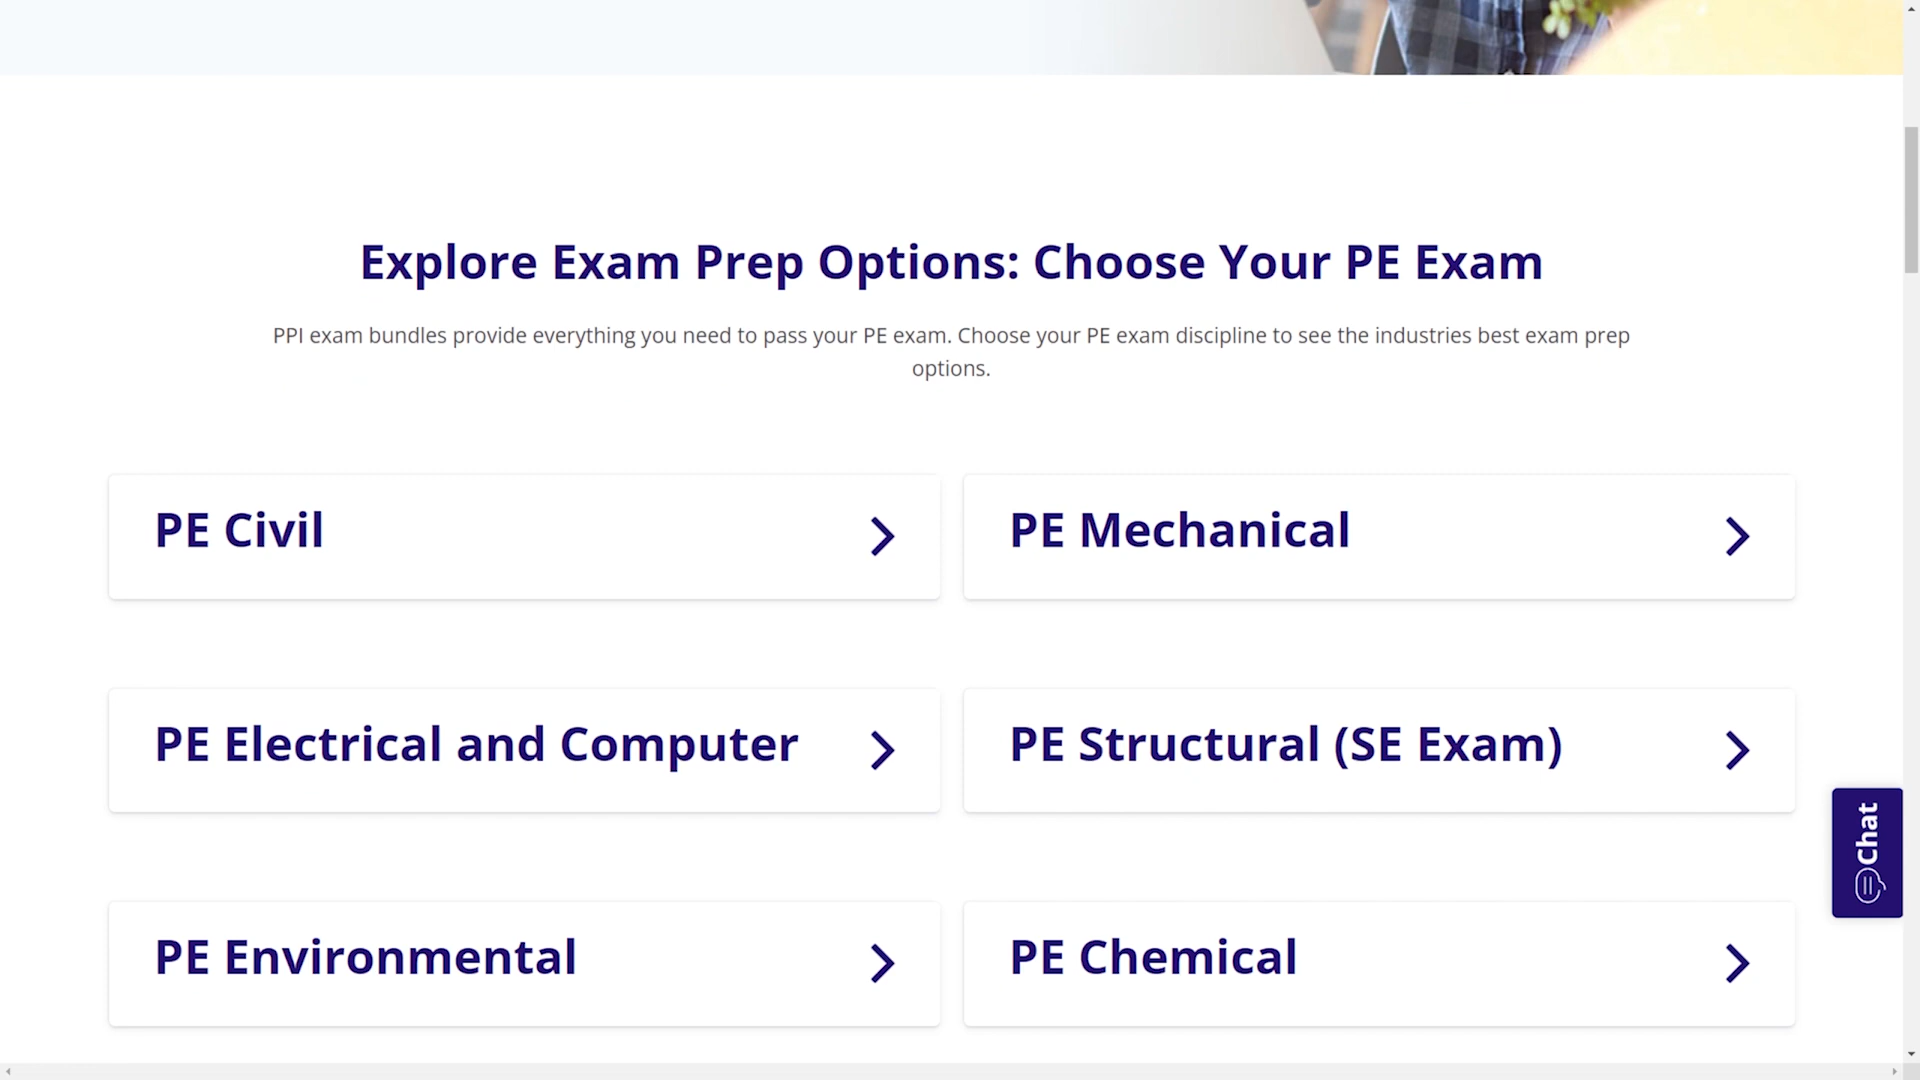 Explore Exam Prep Options: Choose Your PE Exam
PPI exam bundles provide everything you need to pass your PE exam. Choose your PE exam discipline to see the industries best exam prep
options.
PE Civil
PE Mechanical
PE Electrical and Computer
PE Structural (SE Exam)
PE Environmental
PE Chemical
Chat